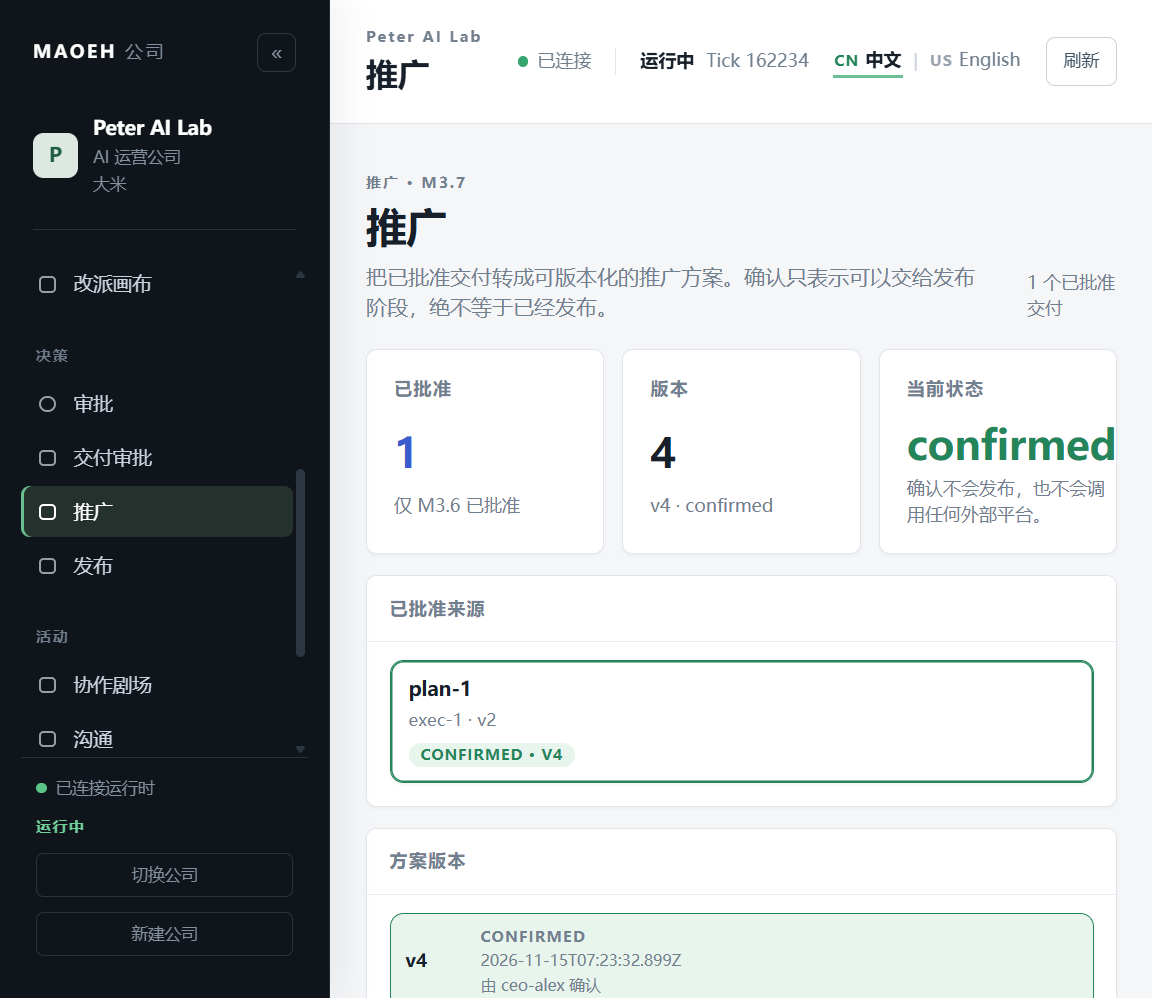 MAOEH 公司
«
P
Peter AI Lab
AI 运营公司
大米
改派画布
决策
审批
交付审批
推广
发布
活动
协作剧场
沟通
已连接运行时
运行中
切换公司
新建公司
Peter AI Lab
推广
已连接
运行中 Tick 162334
CN 中文 | US English
刷新
推广 • M3.7
推广
把已批准交付转成可版本化的推广方案。确认只表示可以交给发布
阶段，绝不等于已经发布。
1 个已批准
交付
已批准
1
仅 M3.6 已批准
版本
4
v4 · confirmed
当前状态
confirmed
确认不会发布，也不会调
用任何外部平台。
已批准来源
plan-1
exec-1 · v2
CONFIRMED • V4
方案版本
v4
CONFIRMED
2026-11-15T07:23:32.899Z
由 ceo-alex 确认